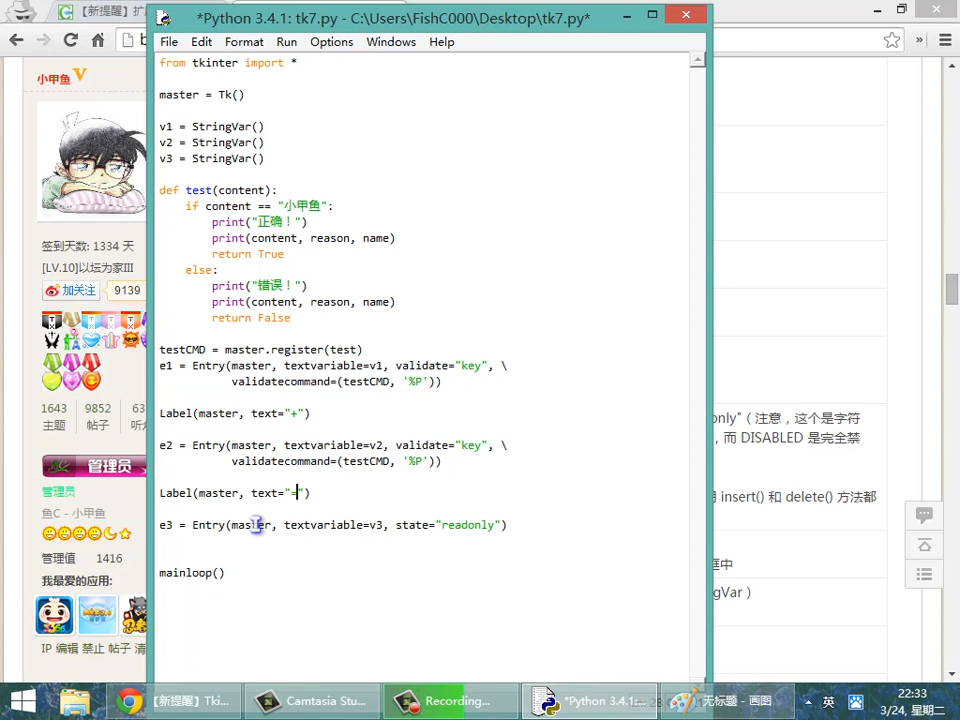 【新提醒】扩
*Python 3.4.1: tk7.py - C:\Users\FishC000\Desktop\tk7.py*
File Edit Format Run Options Windows Help
小甲鱼
from tkinter import *
master = Tk()
v1 = StringVar()
v2 = StringVar()
v3 = StringVar()
def test(content):
if content == "小甲鱼":
print("正确！")
print(content, reason, name)
return True
else:
print("错误！")
print(content, reason, name)
return False
testCMD = master.register(test)
e1 = Entry(master, textvariable=v1, validate="key", \
validatecommand=(testCMD, '%P'))
Label(master, text="+")
e2 = Entry(master, textvariable=v2, validate="key", \
validatecommand=(testCMD, '%P'))
Label(master, text="=")
e3 = Entry(master, textvariable=v3, state="readonly")
mainloop()
签到天数: 1334 天
[LV.10]以坛为家III
加关注 9139
1643 9852 63
主题 帖子 听
管理员
管理员
鱼C - 小甲鱼
管理值 1416
我最爱的应用:
IP 编辑 禁止 帖子 清
only"（注意，这个是字符
，而 DISABLED 是完全禁
insert() 和 delete() 方法都
框中
gVar）
【新提醒】Tki...
Camtasia Stu...
Recording...
*Python 3.4.1:...
无标题 - 画图
英
22:33
3/24, 星期二